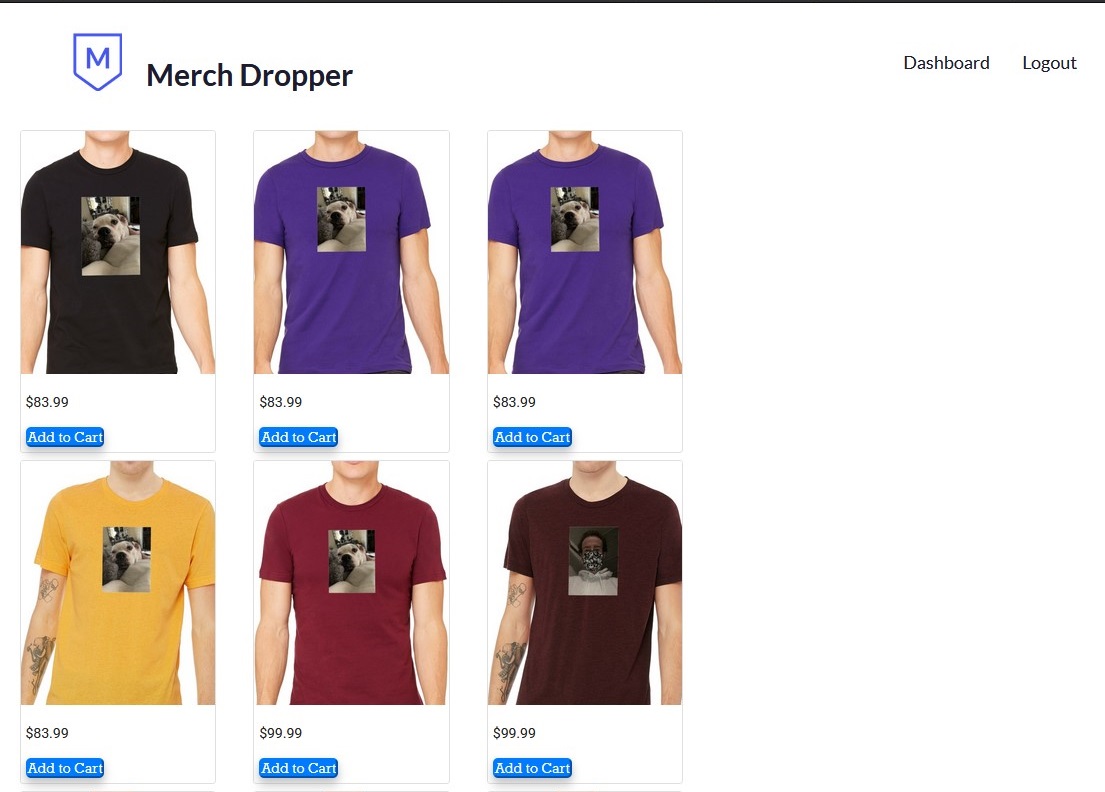 M
Merch Dropper
Dashboard Logout
$83.99 $83.99 $83.99
Add to Cart Add to Cart Add to Cart
$83.99 $99.99 $99.99
Add to Cart Add to Cart Add to Cart